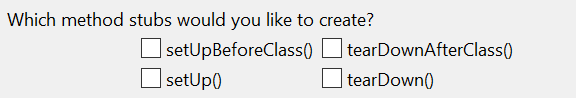 Which method stubs would you like to create?
setUpBeforeClass() tearDownAfterClass()
setUp() tearDown()